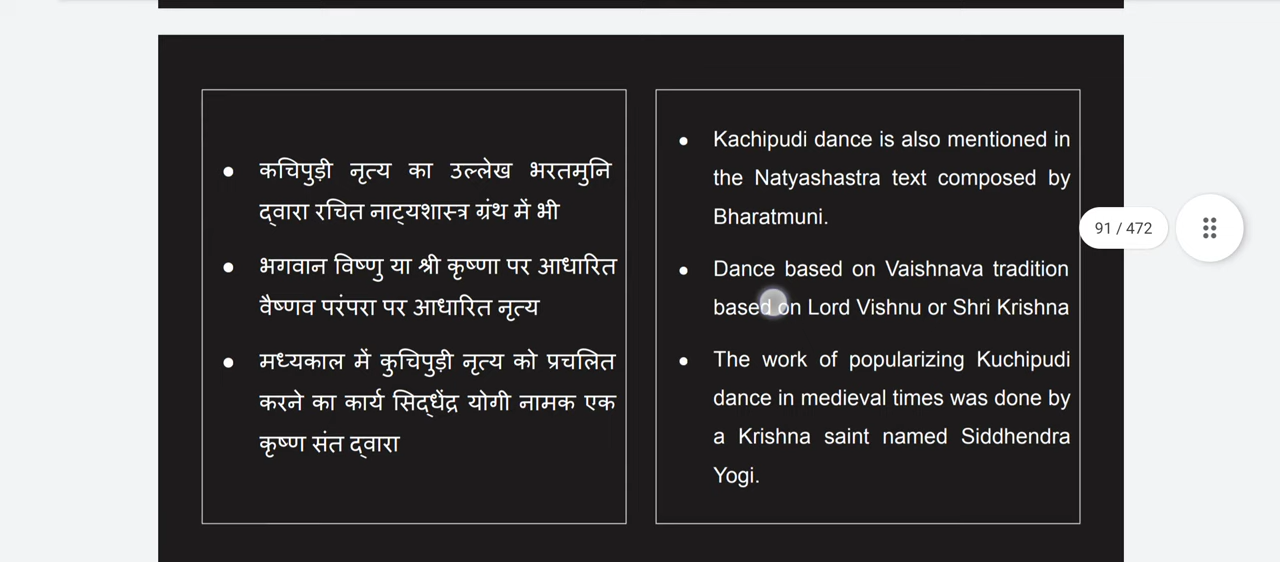 कचिपुड़ी नृत्य का उल्लेख भरतमुनि
द्वारा रचित नाट्यशास्त्र ग्रंथ में भी
भगवान विष्णु या श्री कृष्णा पर आधारित
वैष्णव परंपरा पर आधारित नृत्य
मध्यकाल में कुचिपुड़ी नृत्य को प्रचलित
करने का कार्य सिद्धेंद्र योगी नामक एक
कृष्ण संत द्वारा
Kachipudi dance is also mentioned in
the Natyashastra text composed by
Bharatmuni.
Dance based on Vaishnava tradition
based on Lord Vishnu or Shri Krishna
The work of popularizing Kuchipudi
dance in medieval times was done by
a Krishna saint named Siddhendra
Yogi.
91 / 472